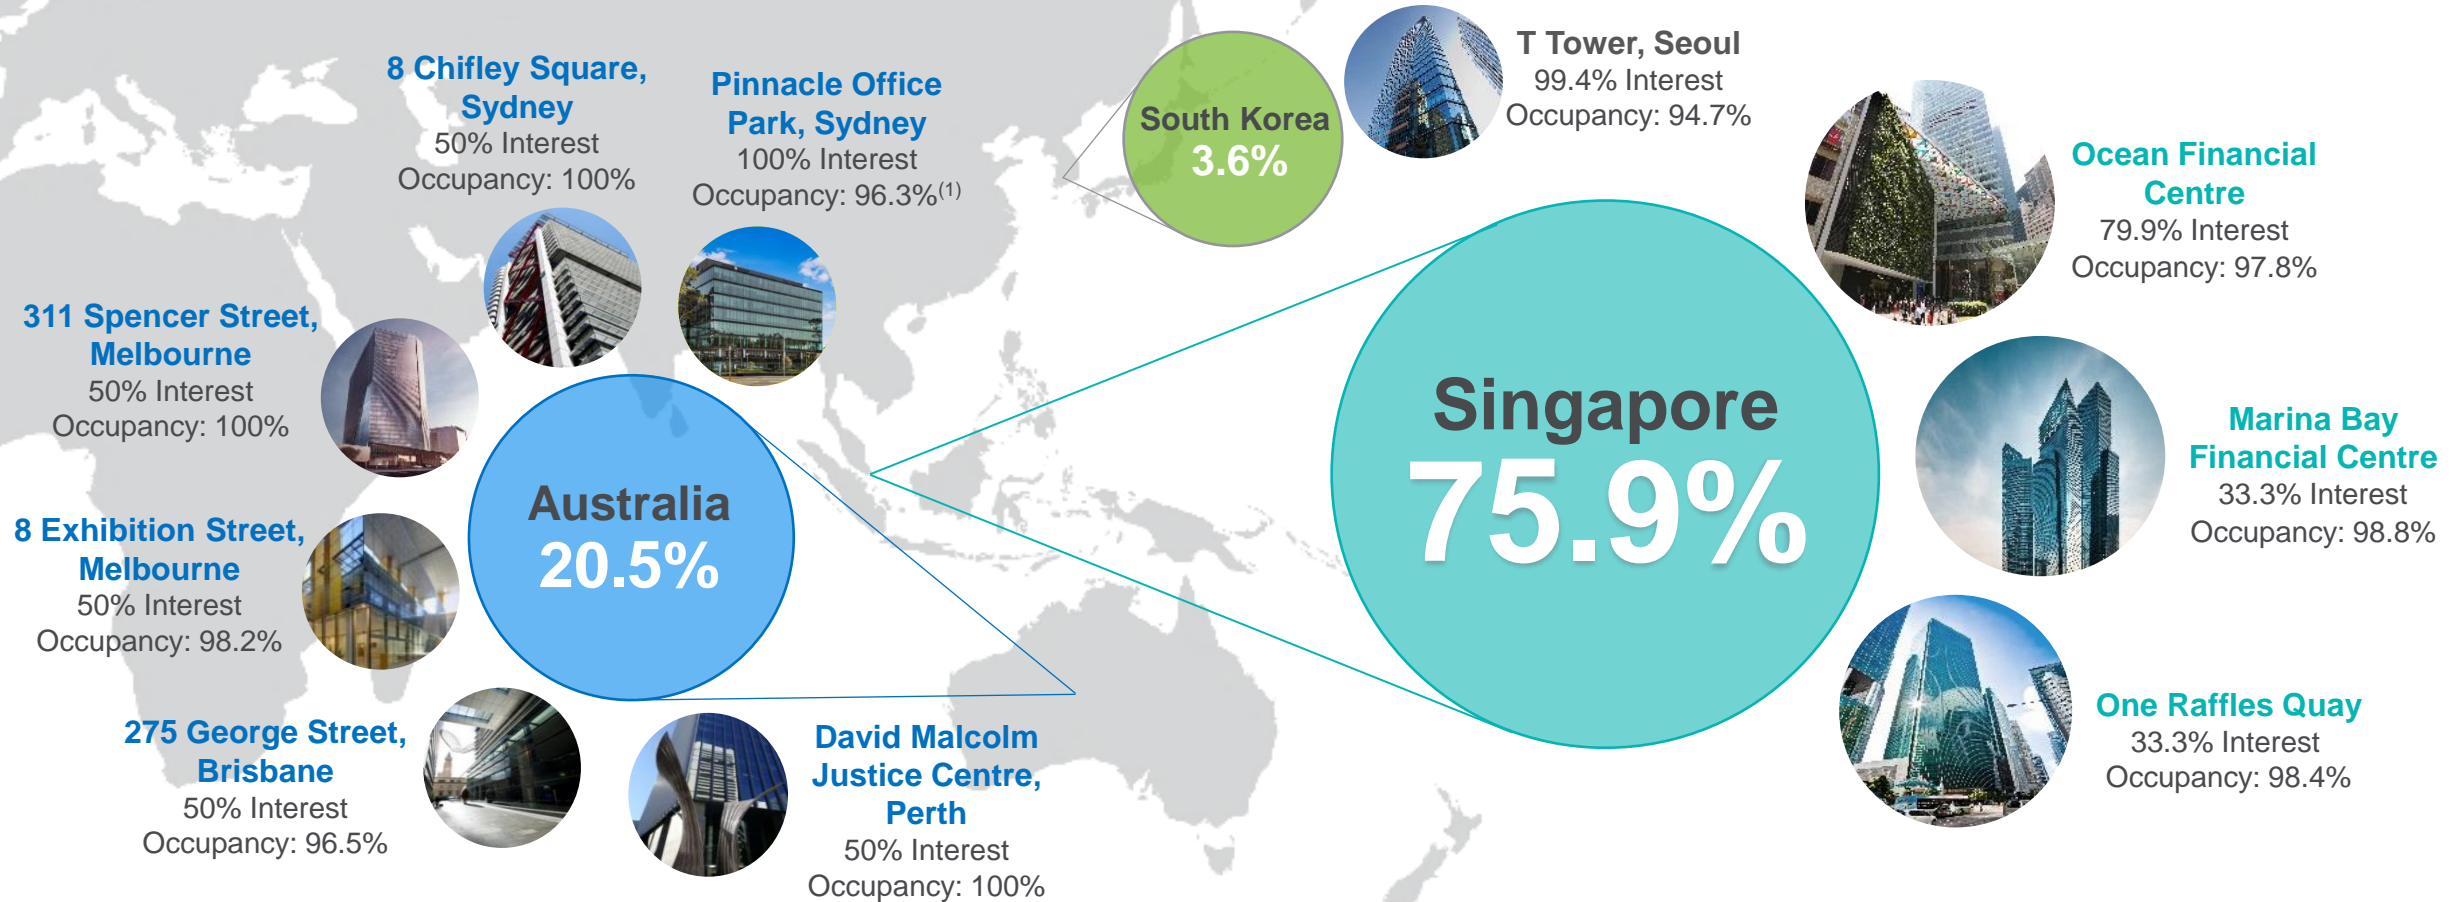 8 Chifley Square,
Sydney
50% Interest
Occupancy: 100%
Pinnacle Office
Park, Sydney
100% Interest
Occupancy: 96.3%(1)
South Korea
3.6%
T Tower, Seoul
99.4% Interest
Occupancy: 94.7%
Ocean Financial
Centre
79.9% Interest
Occupancy: 97.8%
311 Spencer Street,
Melbourne
50% Interest
Occupancy: 100%
Australia
20.5%
Singapore
75.9%
Marina Bay
Financial Centre
33.3% Interest
Occupancy: 98.8%
8 Exhibition Street,
Melbourne
50% Interest
Occupancy: 98.2%
275 George Street,
Brisbane
50% Interest
Occupancy: 96.5%
David Malcolm
Justice Centre,
Perth
50% Interest
Occupancy: 100%
One Raffles Quay
33.3% Interest
Occupancy: 98.4%